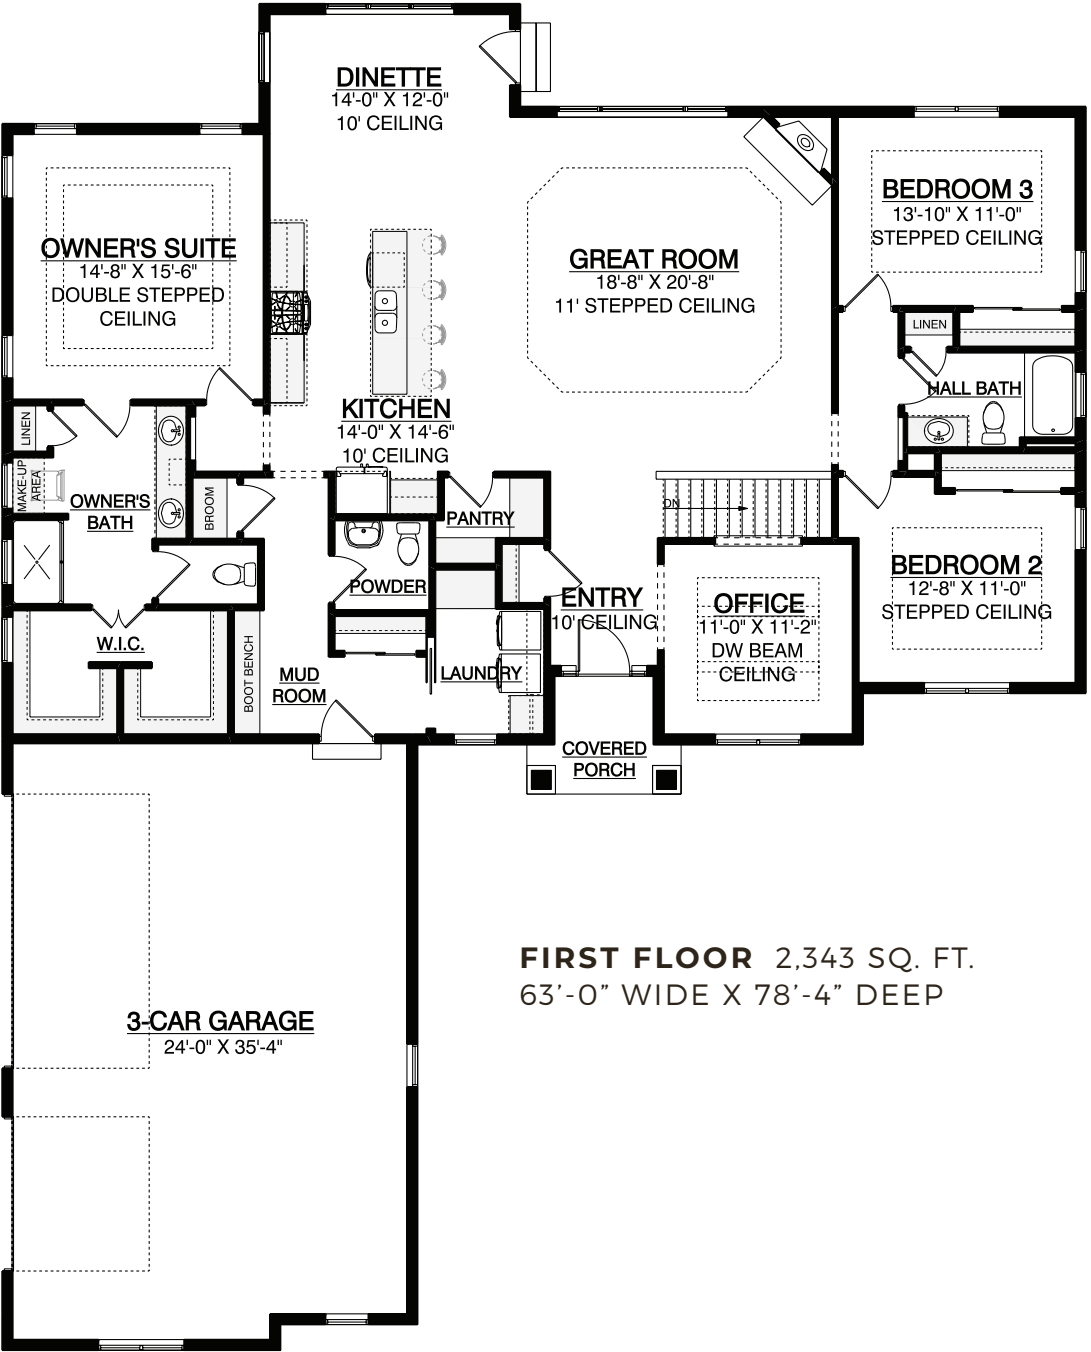 DINETTE
14'-0" X 12'-0"
10' CEILING
BEDROOM 3
13'-10" X 11'-0"
STEPPED CEILING
OWNER'S SUITE
14'-8" X 15'-6"
DOUBLE STEPPED
CEILING
GREAT ROOM
18'-8" X 20'-8"
11' STEPPED CEILING
LINEN
HALL BATH
KITCHEN
14'-0" X 14'-6"
10' CEILING
LINEN
MAKE-UP
AREA
OWNER'S
BATH
BROOM
PANTRY
DN
POWDER
ENTRY
10' CEILING
OFFICE
11'-0" X 11'-2"
DW BEAM
CEILING
BEDROOM 2
12'-8" X 11'-0"
STEPPED CEILING
W.I.C.
BOOT BENCH
MUD
ROOM
LAUNDRY
COVERED
PORCH
FIRST FLOOR 2,343 SQ. FT.
63'-0” WIDE X 78'-4” DEEP
3-CAR GARAGE
24'-0" X 35'-4"